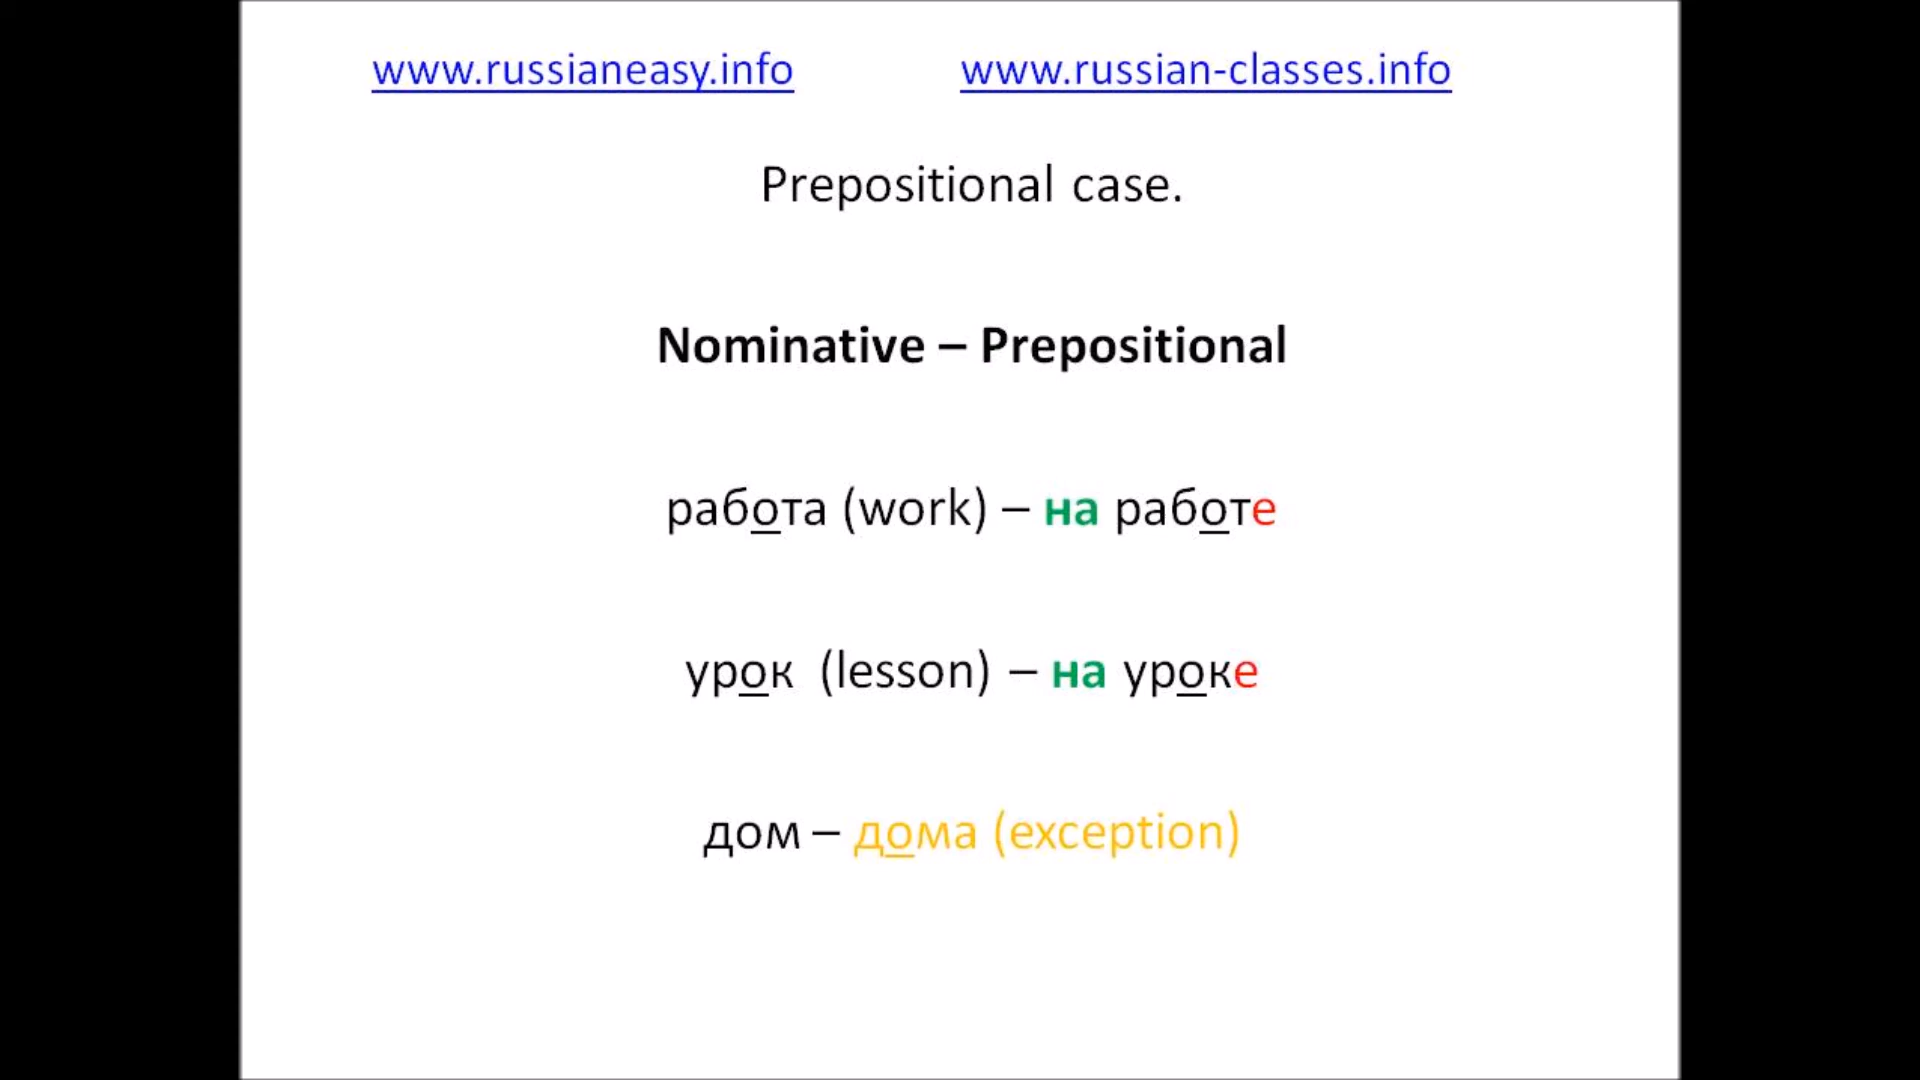 www.russianeasy.info www.russian-classes.info
Prepositional case.
Nominative – Prepositional
работа (work) – на работе
урок (lesson) – на уроке
дом – дома (exception)